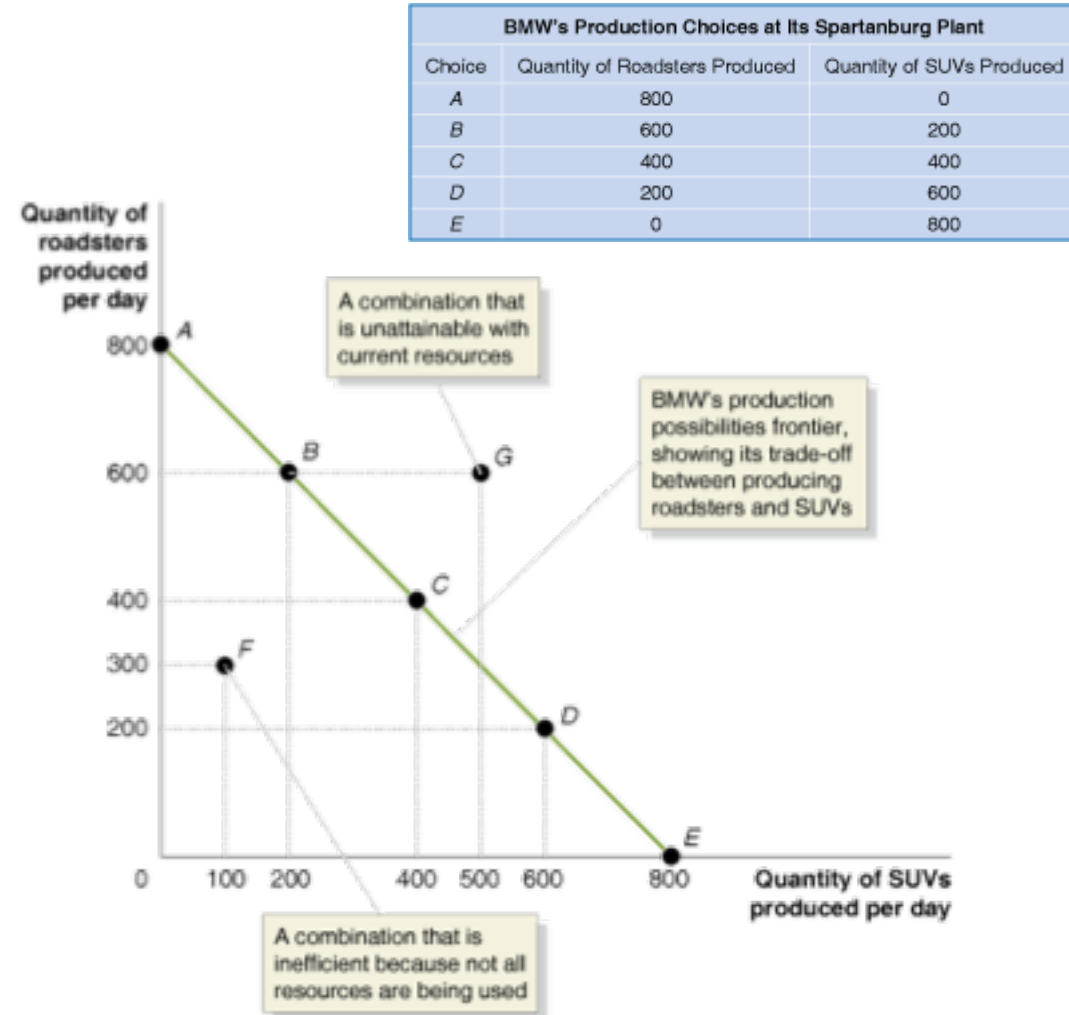 BMW's Production Choices at Its Spartanburg Plant
Choice Quantity of Roadsters Produced Quantity of SUVs Produced
A 800 0
B 600 200
C 400 400
D 200 600
E 0 800
Quantity of
roadsters
produced
per day
A combination that
is unattainable with
current resources
BMW's production
possibilities frontier,
showing its trade-off
between producing
roadsters and SUVs
800
A
600
B
G
400
C
300
F
200
D
E
0 100 200 400 500 600 800
Quantity of SUVs
produced per day
A combination that is
inefficient because not all
resources are being used